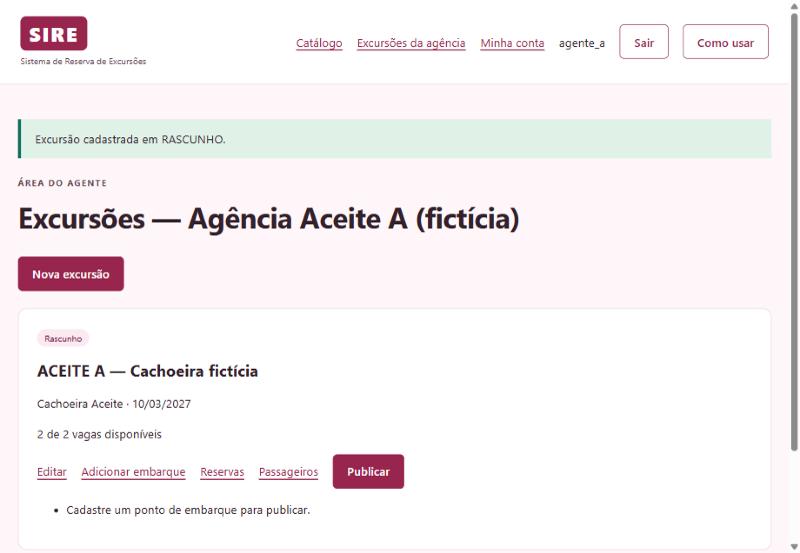 SIRE
Sistema de Reserva de Excursões
Catálogo Excursões da agência Minha conta agente_a Sair Como usar
Excursão cadastrada em RASCUNHO.
ÁREA DO AGENTE
Excursões — Agência Aceite A (fictícia)
Nova excursão
Rascunho
ACEITE A — Cachoeira fictícia
Cachoeira Aceite · 10/03/2027
2 de 2 vagas disponíveis
Editar Adicionar embarque Reservas Passageiros Publicar
• Cadastre um ponto de embarque para publicar.